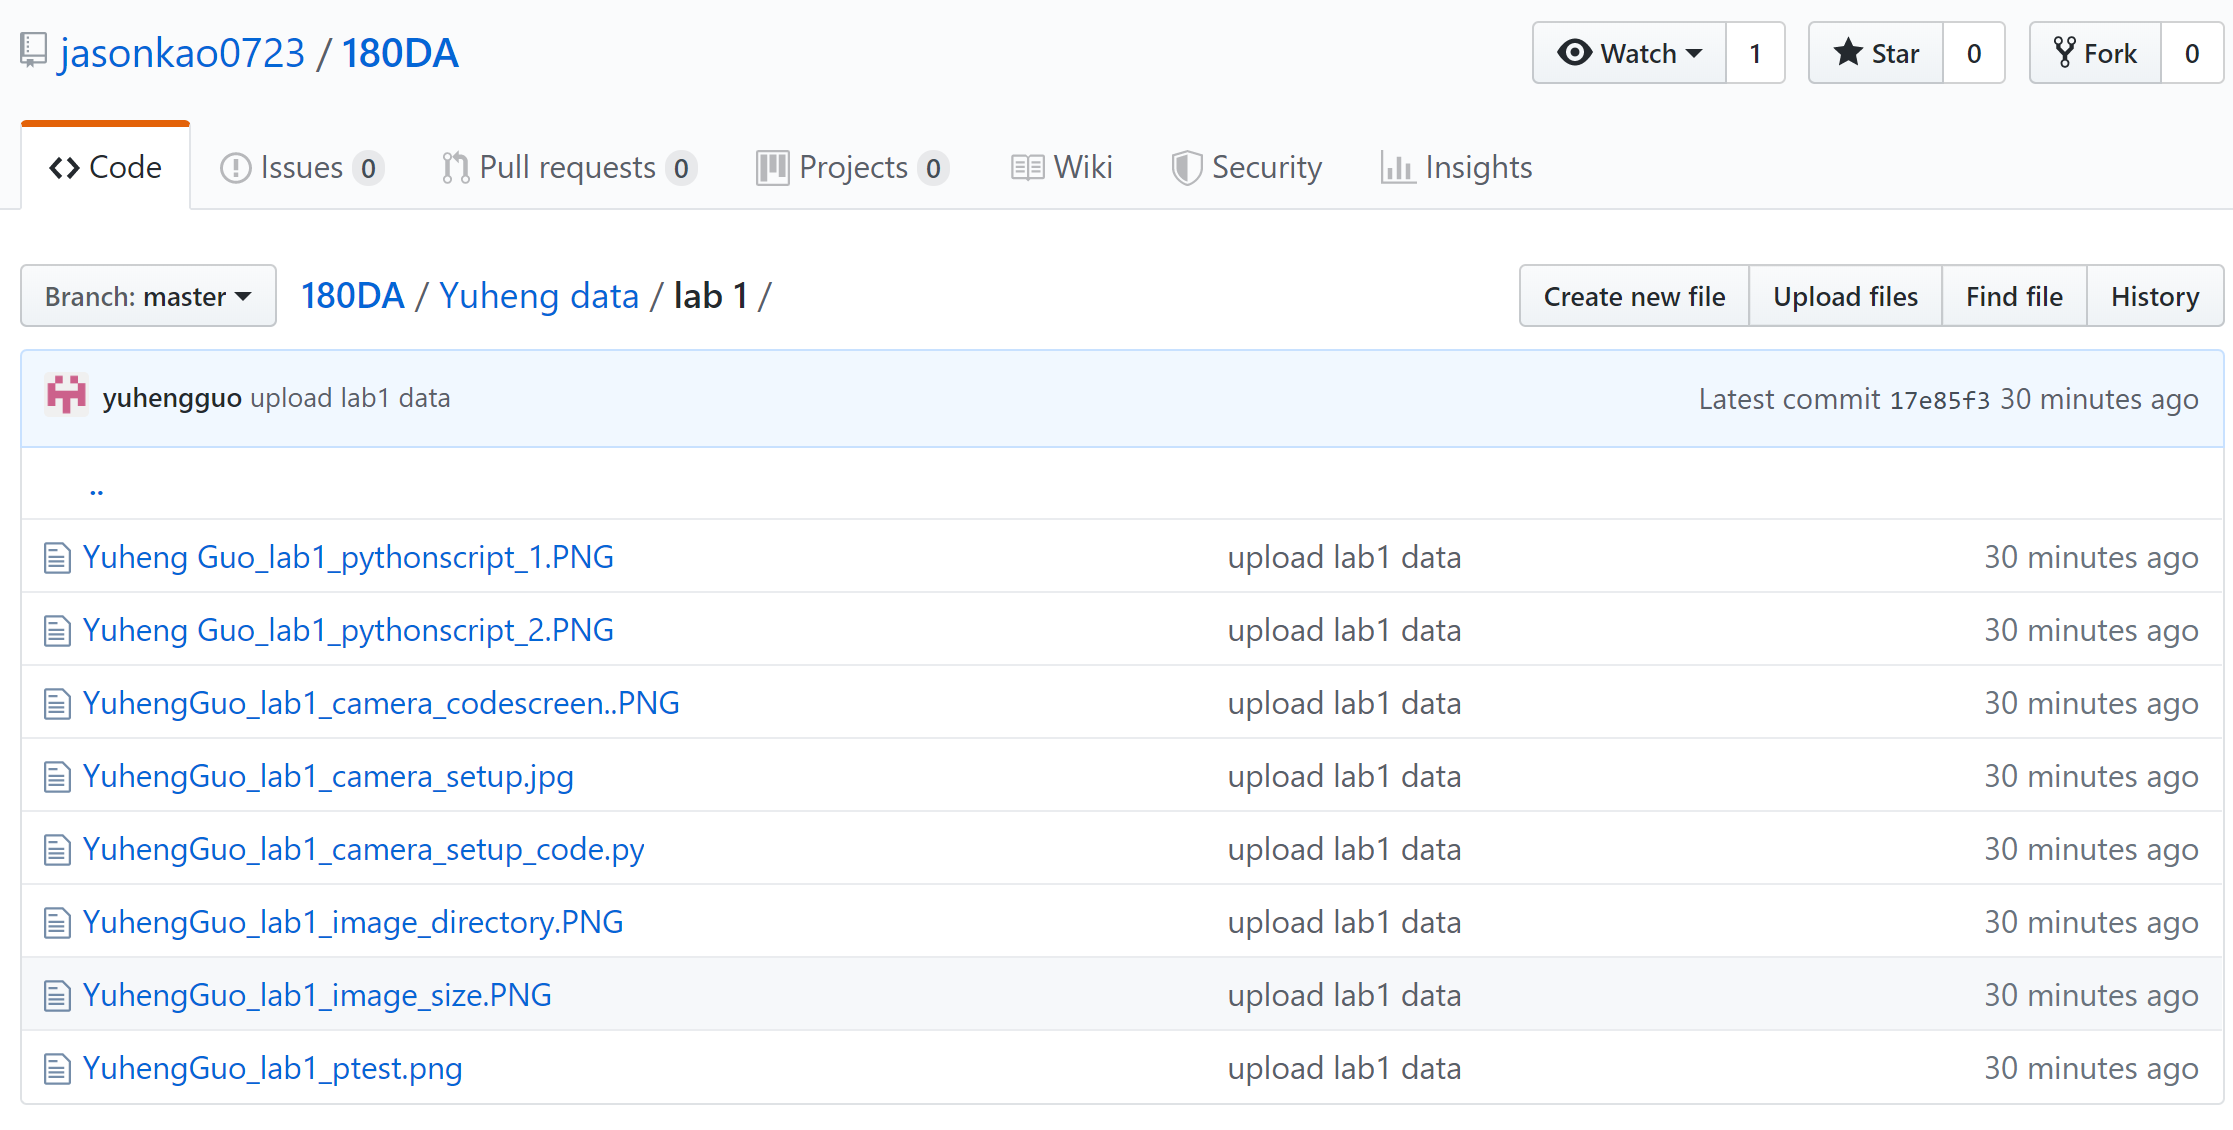 jasonkao0723 / 180DA Watch 1 Star 0 Fork 0
Code Issues 0 Pull requests 0 Projects 0 Wiki Security Insights
Branch: master 180DA / Yuheng data / lab 1 / Create new file Upload files Find file History
yuhengguo upload lab1 data Latest commit 17e85f3 30 minutes ago
..
Yuheng Guo_lab1_pythonscript_1.PNG upload lab1 data 30 minutes ago
Yuheng Guo_lab1_pythonscript_2.PNG upload lab1 data 30 minutes ago
YuhengGuo_lab1_camera_codescreen..PNG upload lab1 data 30 minutes ago
YuhengGuo_lab1_camera_setup.jpg upload lab1 data 30 minutes ago
YuhengGuo_lab1_camera_setup_code.py upload lab1 data 30 minutes ago
YuhengGuo_lab1_image_directory.PNG upload lab1 data 30 minutes ago
YuhengGuo_lab1_image_size.PNG upload lab1 data 30 minutes ago
YuhengGuo_lab1_ptest.png upload lab1 data 30 minutes ago